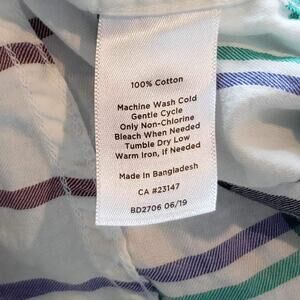 100% Cotton
Machine Wash Cold
Gentle Cycle
Only Non-Chlorine
Bleach When Needed
Tumble Dry Low
Warm Iron, If Needed
Made In Bangladesh
CA #23147
BD2706 06/19